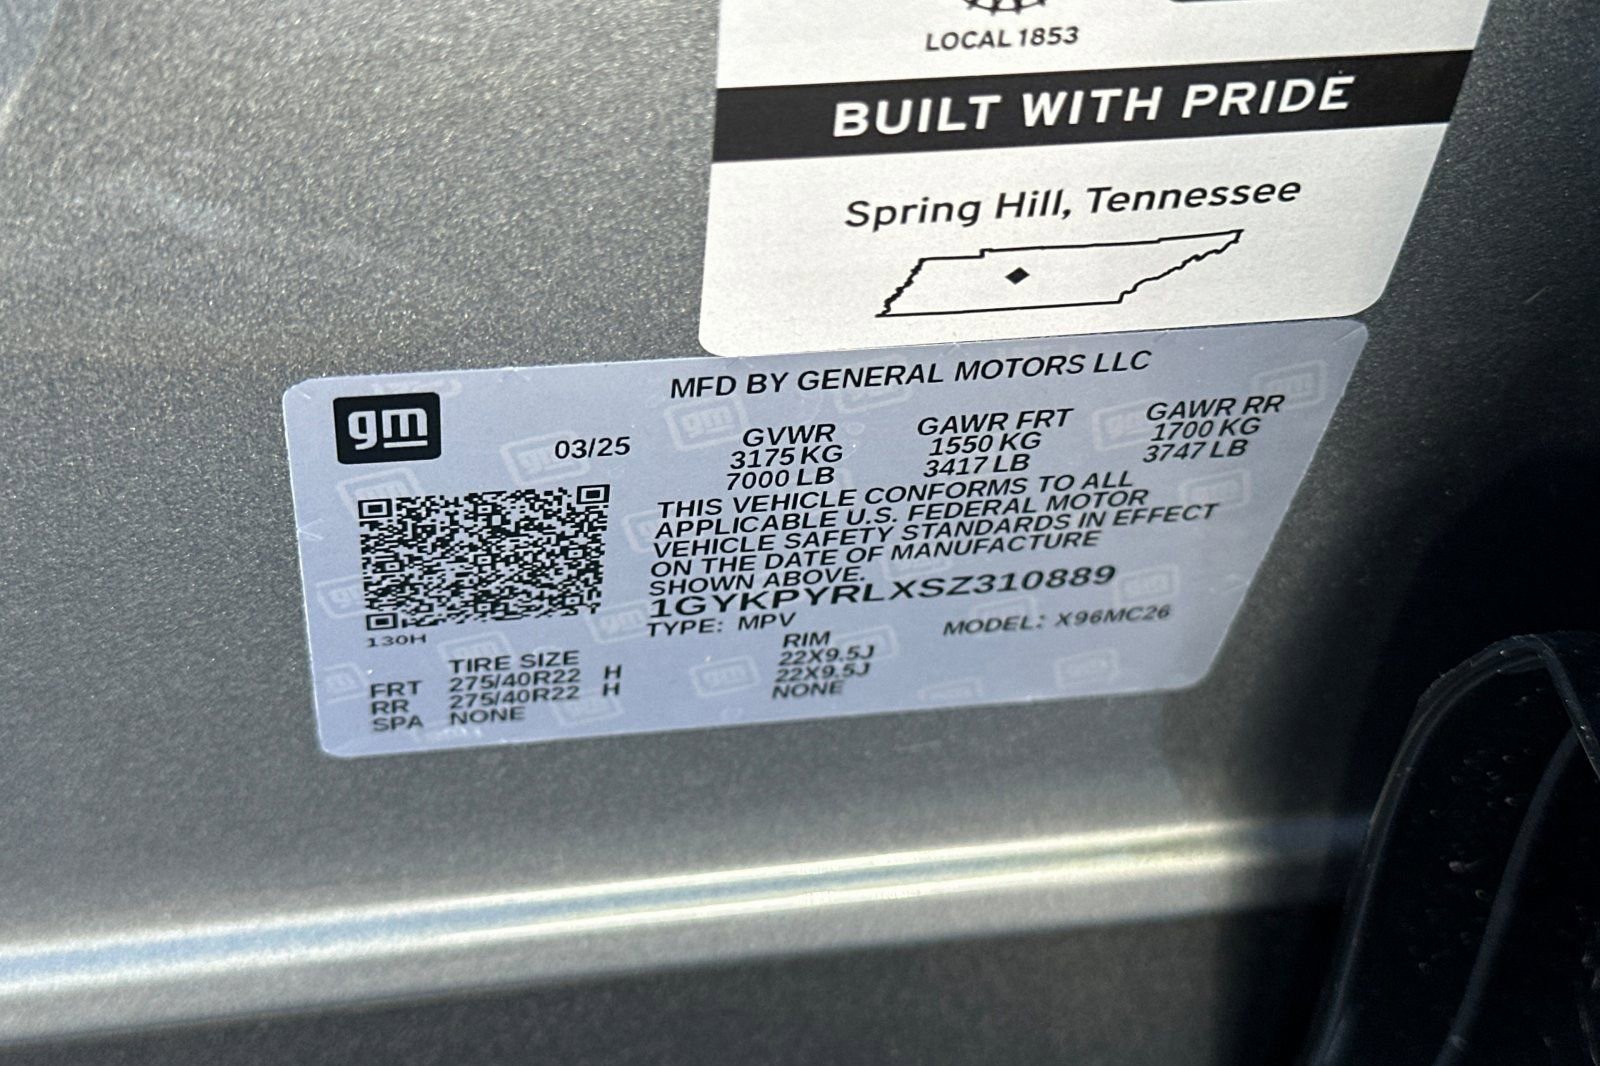 LOCAL 1853
BUILT WITH PRIDE
Spring Hill, Tennessee
MFD BY GENERAL MOTORS LLC
gm
03/25
GVWR GAWR FRT GAWR RR
3175 KG 1550 KG 1700 KG
7000 LB 3417 LB 3747 LB
THIS VEHICLE CONFORMS TO ALL
APPLICABLE U.S. FEDERAL MOTOR
VEHICLE SAFETY STANDARDS IN EFFECT
ON THE DATE OF MANUFACTURE
SHOWN ABOVE.
1GYKPYRLXSZ310889
TYPE: MPV MODEL: X96MC26
130H
TIRE SIZE RIM
FRT 275/40R22 H 22X9.5J
RR 275/40R22 H 22X9.5J
SPA NONE NONE